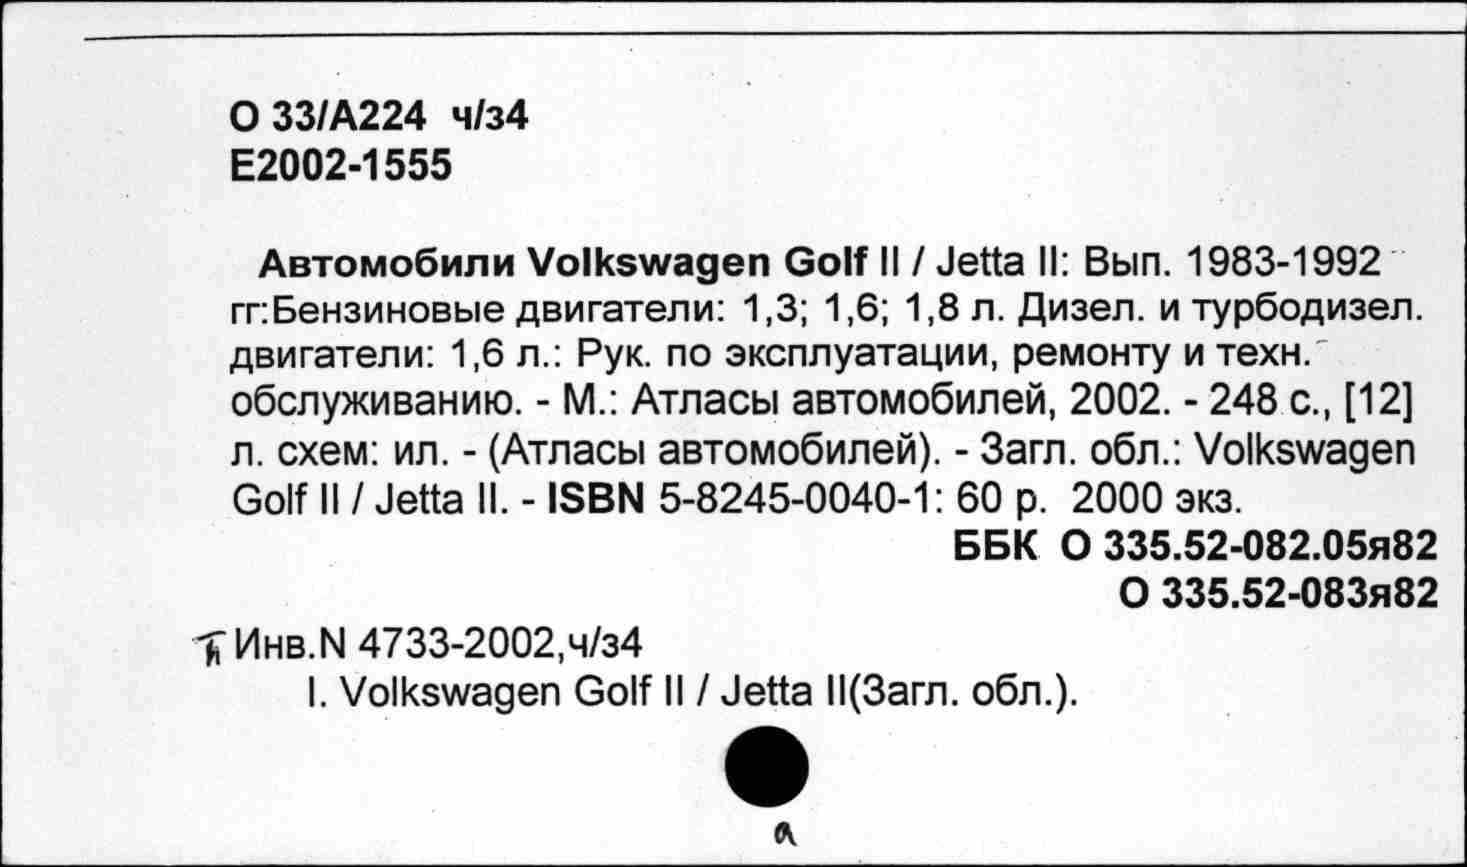 О 33/А224 ч/з4
Е2002-1555
Автомобили Volkswagen Golf II / Jetta II: Вып. 1983-1992
гг:Бензиновые двигатели: 1,3; 1,6; 1,8 л. Дизел. и турбодизел.
двигатели: 1,6 л.: Рук. по эксплуатации, ремонту и техн.
обслуживанию. - М.: Атласы автомобилей, 2002. - 248 с., [12]
л. схем: ил. - (Атласы автомобилей). - Загл. обл.: Volkswagen
Golf II / Jetta II. - ISBN 5-8245-0040-1: 60 р. 2000 экз.
ББК О 335.52-082.05я82
О 335.52-083я82
Инв.N 4733-2002,ч/з4
I. Volkswagen Golf II / Jetta II(Загл. обл.).
а